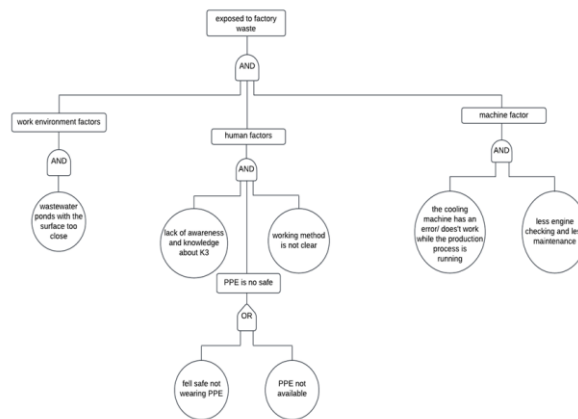 exposed to factory
waste
AND
work environment factors
human factors
machine factor
AND
AND
AND
wastewater
ponds with the
surface too
close
lack of awareness
and knowledge
about K3
working method
is not clear
the cooling
machine has an
error/ does't work
while the production
process is
running
less engine
checking and les
maintenance
PPE is no safe
OR
fell safe not
wearing PPE
PPE not
available